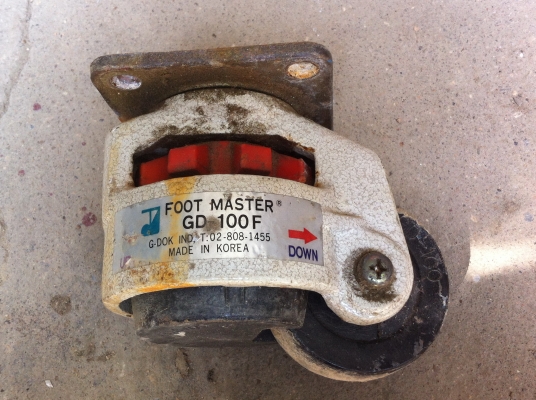 FOOT MASTER®
GD 100F
G-DOK IND. T:02-808-1455
MADE IN KOREA
DOWN